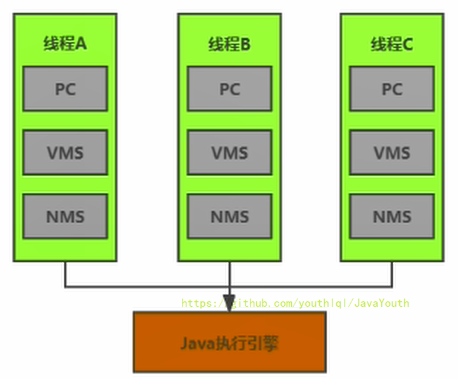 线程A
线程B
线程C
PC
PC
PC
VMS
VMS
VMS
NMS
NMS
NMS
https://github.com/youthlql/JavaYouth
Java执行引擎